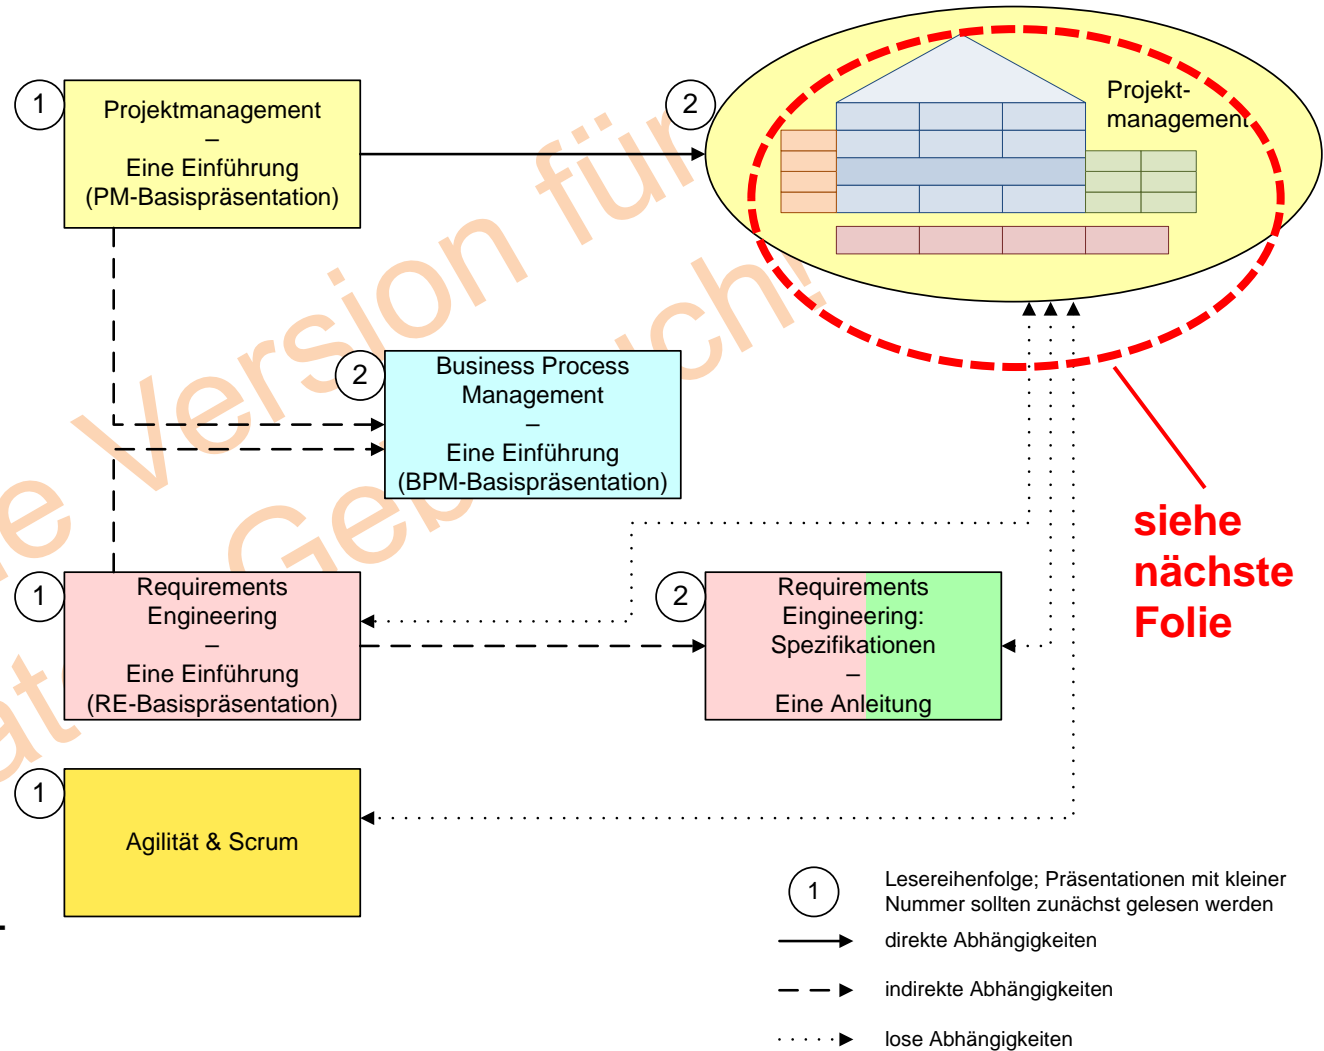 1
Projektmanagement
–
Eine Einführung
(PM-Basispräsentation)
2
Projekt-
management
2
Business Process
Management
–
Eine Einführung
(BPM-Basispräsentation)
1
Requirements
Engineering
–
Eine Einführung
(RE-Basispräsentation)
2
Requirements
Eingineering:
Spezifikationen
–
Eine Anleitung
siehe
nächste
Folie
1
Agilität & Scrum
1
Lesereihenfolge; Präsentationen mit kleiner
Nummer sollten zunächst gelesen werden
direkte Abhängigkeiten
indirekte Abhängigkeiten
lose Abhängigkeiten
Version für